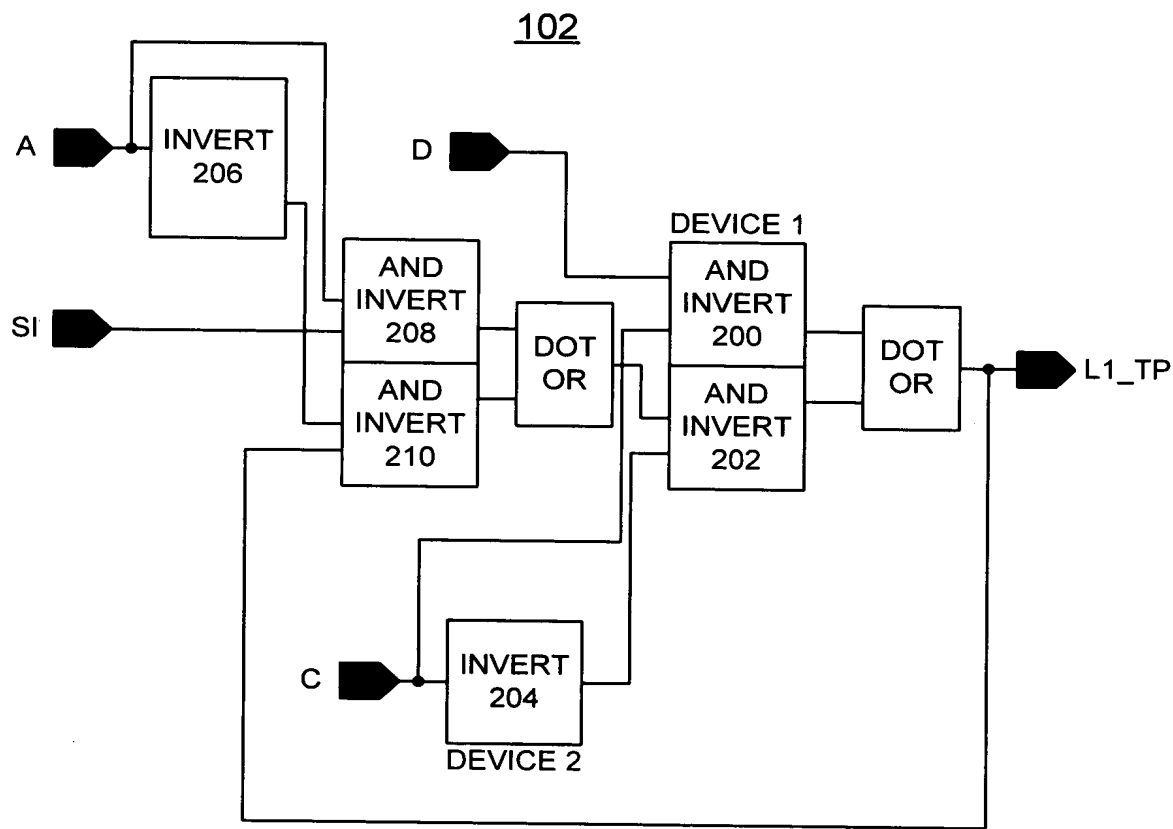 102
A
INVERT
206
D
DEVICE 1
SI
AND
INVERT
208
AND
INVERT
210
DOT
OR
AND
INVERT
200
AND
INVERT
202
DOT
OR
L1_TP
C
INVERT
204
DEVICE 2